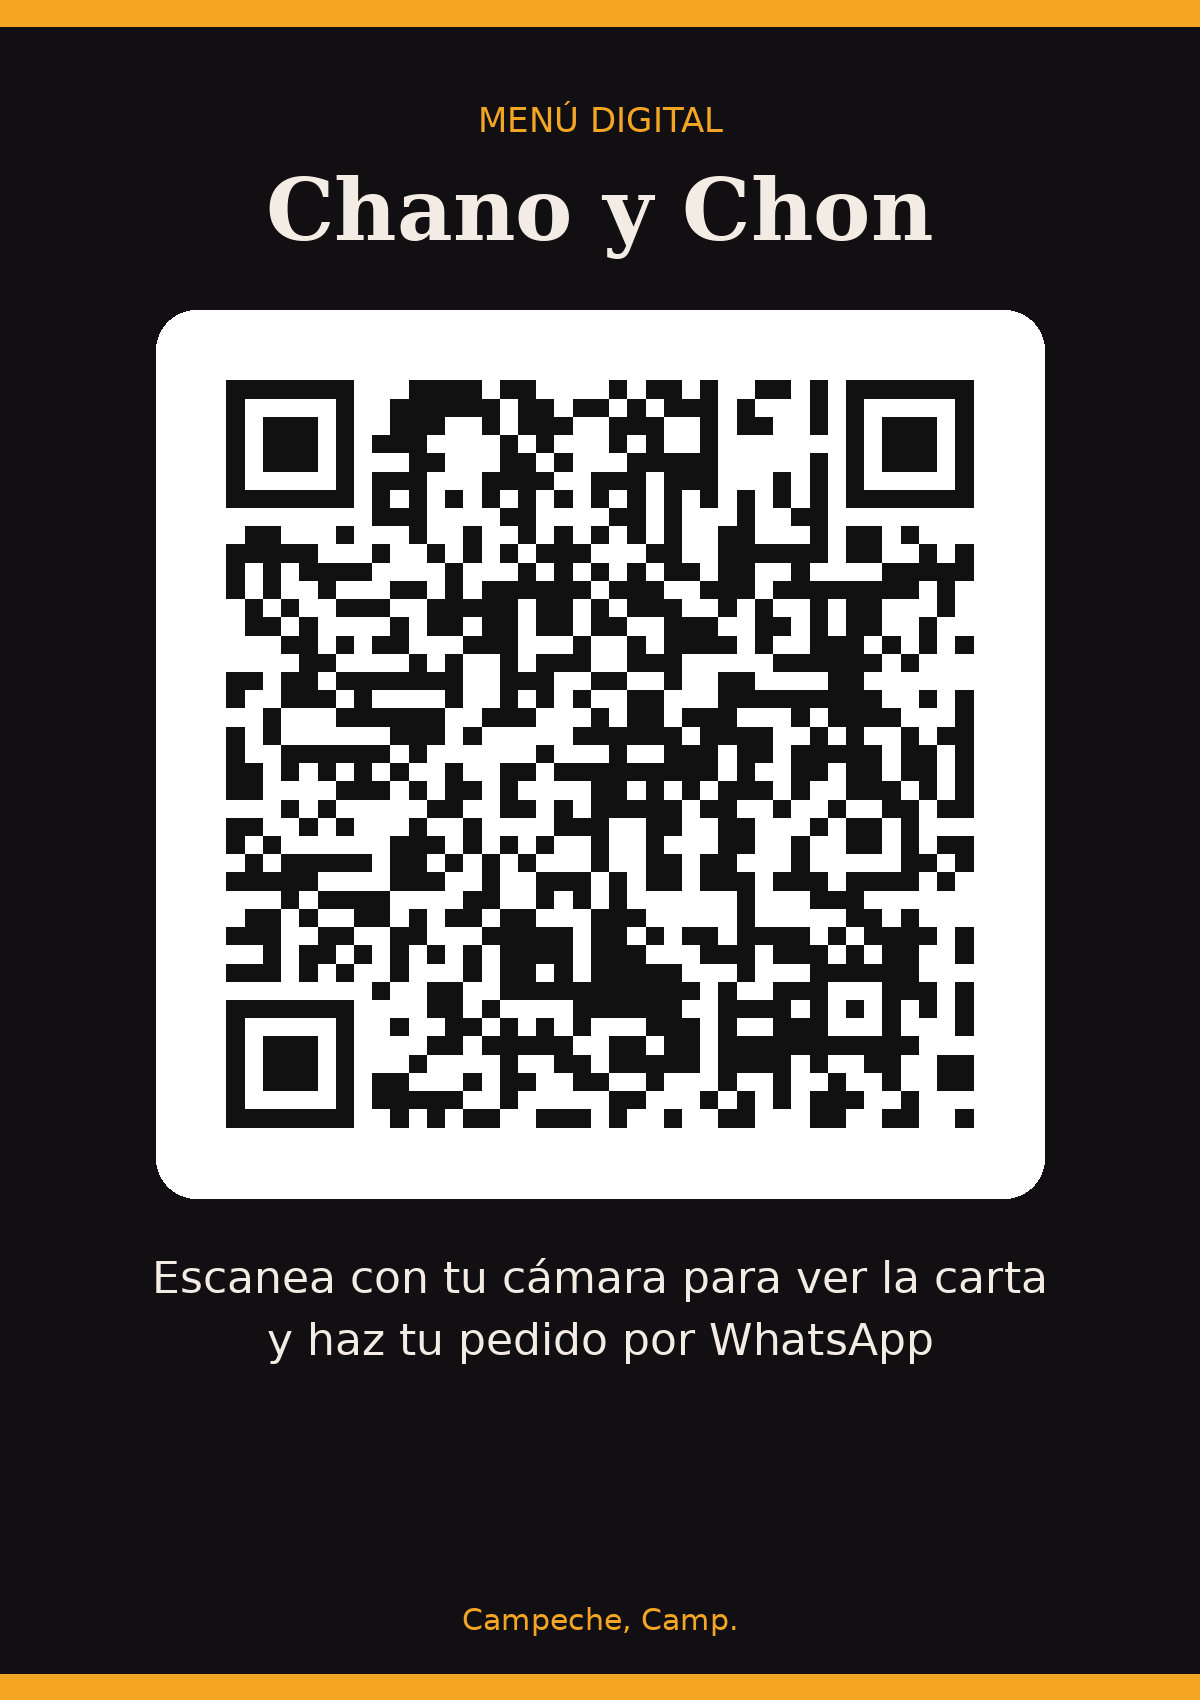 MENÚ DIGITAL
Chano y Chon
Escanea con tu cámara para ver la carta
y haz tu pedido por WhatsApp
Campeche, Camp.